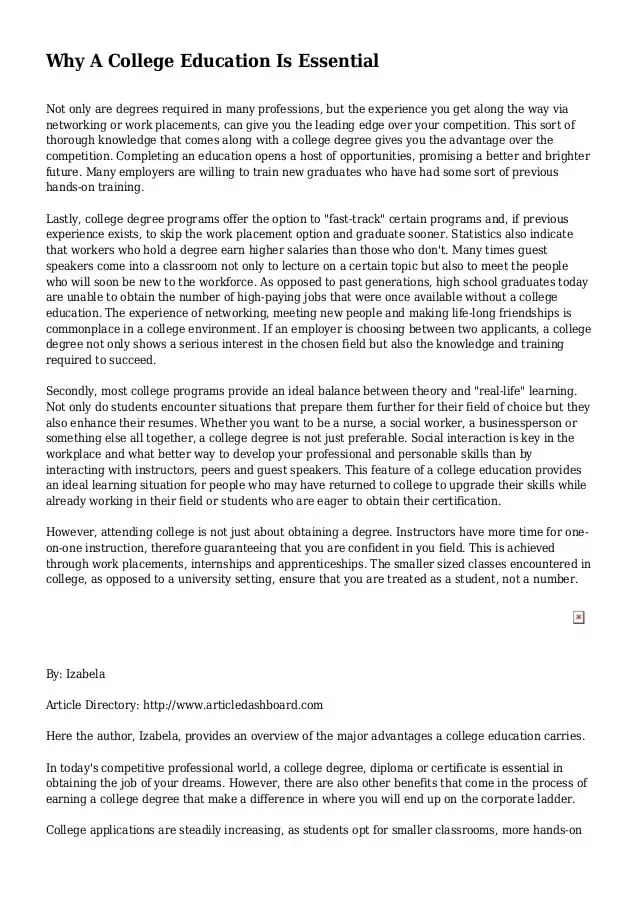 Why A College Education Is Essential
Not only are degrees required in many professions, but the experience you get along the way via
networking or work placements, can give you the leading edge over your competition. This sort of
thorough knowledge that comes along with a college degree gives you the advantage over the
competition. Completing an education opens a host of opportunities, promising a better and brighter
future. Many employers are willing to train new graduates who have had some sort of previous
hands-on training.
Lastly, college degree programs offer the option to "fast-track" certain programs and, if previous
experience exists, to skip the work placement option and graduate sooner. Statistics also indicate
that workers who hold a degree earn higher salaries than those who don't. Many times guest
speakers come into a classroom not only to lecture on a certain topic but also to meet the people
who will soon be new to the workforce. As opposed to past generations, high school graduates today
are unable to obtain the number of high-paying jobs that were once available without a college
education. The experience of networking, meeting new people and making life-long friendships is
commonplace in a college environment. If an employer is choosing between two applicants, a college
degree not only shows a serious interest in the chosen field but also the knowledge and training
required to succeed.
Secondly, most college programs provide an ideal balance between theory and "real-life" learning.
Not only do students encounter situations that prepare them further for their field of choice but they
also enhance their resumes. Whether you want to be a nurse, a social worker, a businessperson or
something else all together, a college degree is not just preferable. Social interaction is key in the
workplace and what better way to develop your professional and personable skills than by
interacting with instructors, peers and guest speakers. This feature of a college education provides
an ideal learning situation for people who may have returned to college to upgrade their skills while
already working in their field or students who are eager to obtain their certification.
However, attending college is not just about obtaining a degree. Instructors have more time for one-
on-one instruction, therefore guaranteeing that you are confident in you field. This is achieved
through work placements, internships and apprenticeships. The smaller sized classes encountered in
college, as opposed to a university setting, ensure that you are treated as a student, not a number.
By: Izabela
Article Directory: http://www.articledashboard.com
Here the author, Izabela, provides an overview of the major advantages a college education carries.
In today's competitive professional world, a college degree, diploma or certificate is essential in
obtaining the job of your dreams. However, there are also other benefits that come in the process of
earning a college degree that make a difference in where you will end up on the corporate ladder.
College applications are steadily increasing, as students opt for smaller classrooms, more hands-on